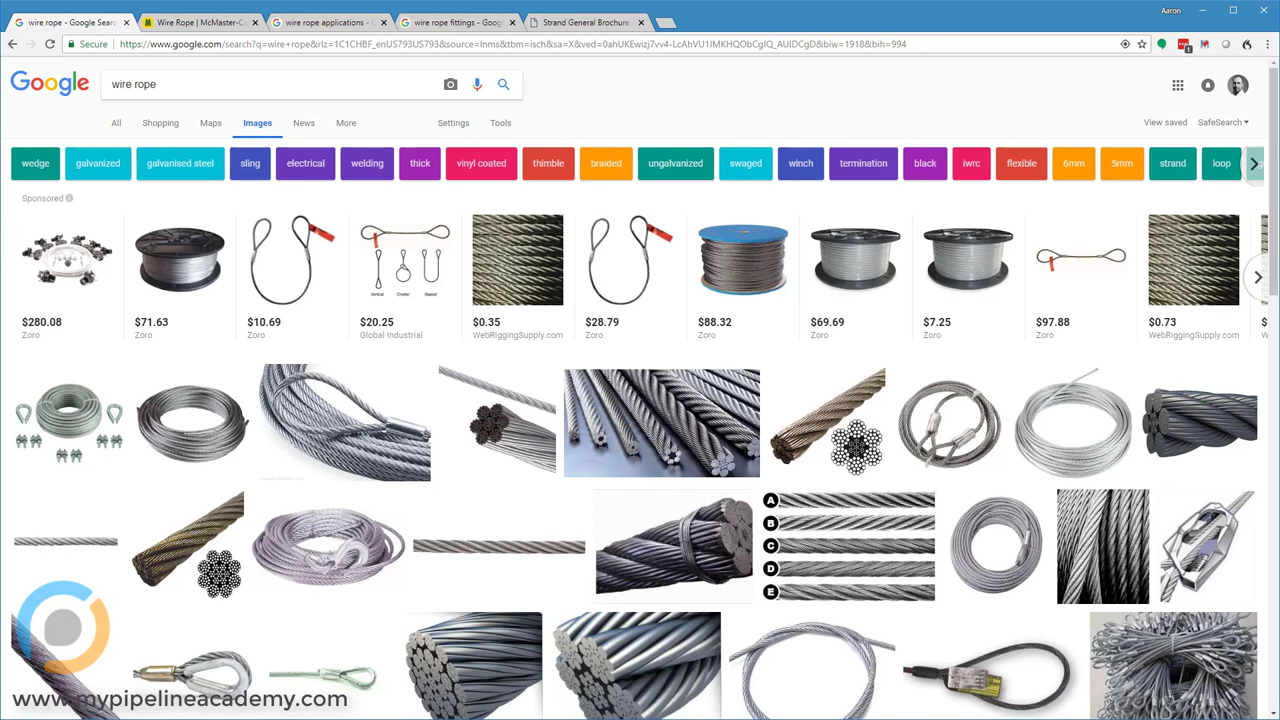 Aaron
wire rope - Google Sear
Wire Rope | McMaster-C
wire rope applications - G
wire rope fittings - Googl
Strand General Brochure
Secure
https://www.google.com/search?q=wire+rope&rlz=1C1CHBF_enUS793US793&source=lnms&tbm=isch&sa=X&ved=0ahUKEwizj7vv4-LcAhVU1IMKHQObCgIQ_AUIDCgD&biw=1918&bih=994
Google
wire rope
All Shopping Maps Images News More Settings Tools View saved SafeSearch
wedge galvanized galvanised steel sling electrical welding thick vinyl coated thimble braided ungalvanized swaged winch termination black iwrc flexible 6mm 5mm strand loop
Sponsored
Vertical Choker Basket
$280.08 $71.63 $10.69 $20.25 $0.35 $28.79 $88.32 $69.69 $7.25 $97.88 $0.73
Zoro Zoro Zoro Global Industrial WebRiggingSupply.com Zoro Zoro Zoro Zoro Zoro WebRiggingSupply.com
A
B
C
D
E
www.mypipelineacademy.com